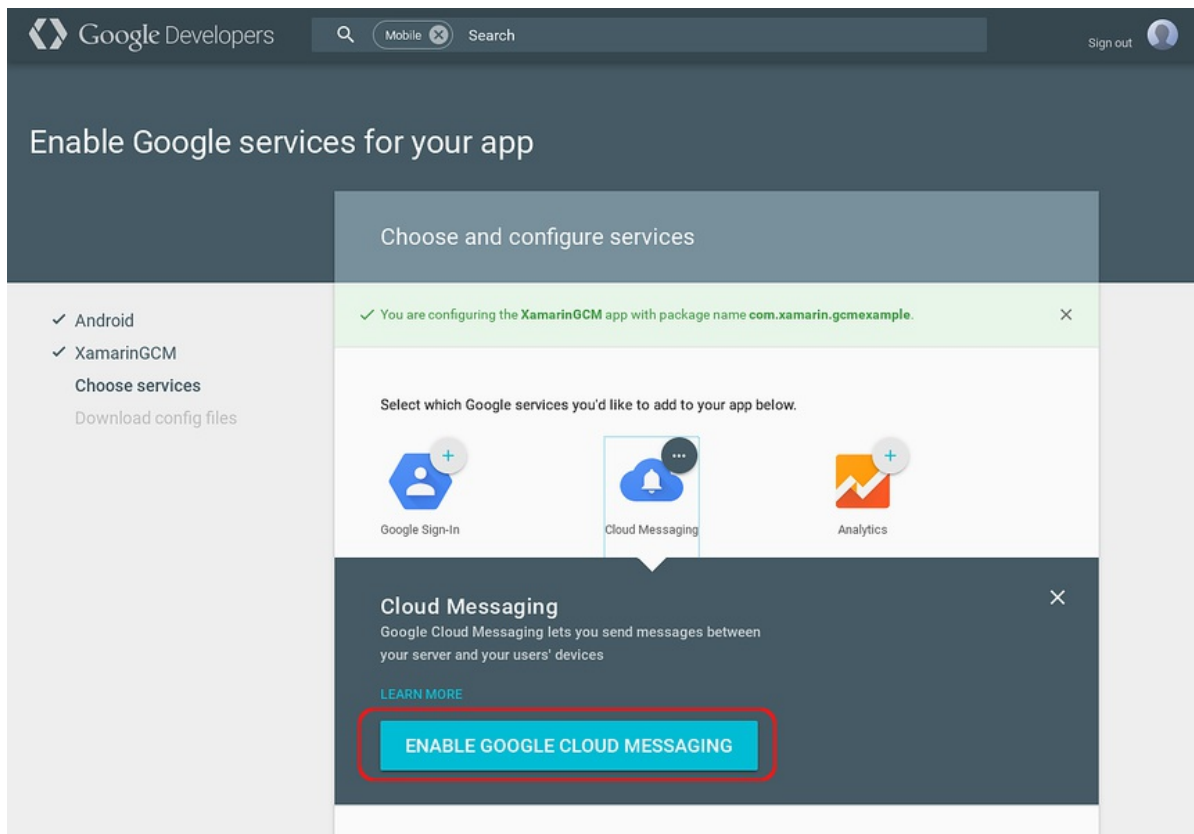 Google Developers
Mobile
Search
Sign out
Enable Google services for your app
Choose and configure services
Android
XamarinGCM
Choose services
Download config files
You are configuring the XamarinGCM app with package name com.xamarin.gcmexample.
Select which Google services you'd like to add to your app below.
Google Sign-In
Cloud Messaging
Analytics
Cloud Messaging
Google Cloud Messaging lets you send messages between
your server and your users' devices
LEARN MORE
ENABLE GOOGLE CLOUD MESSAGING